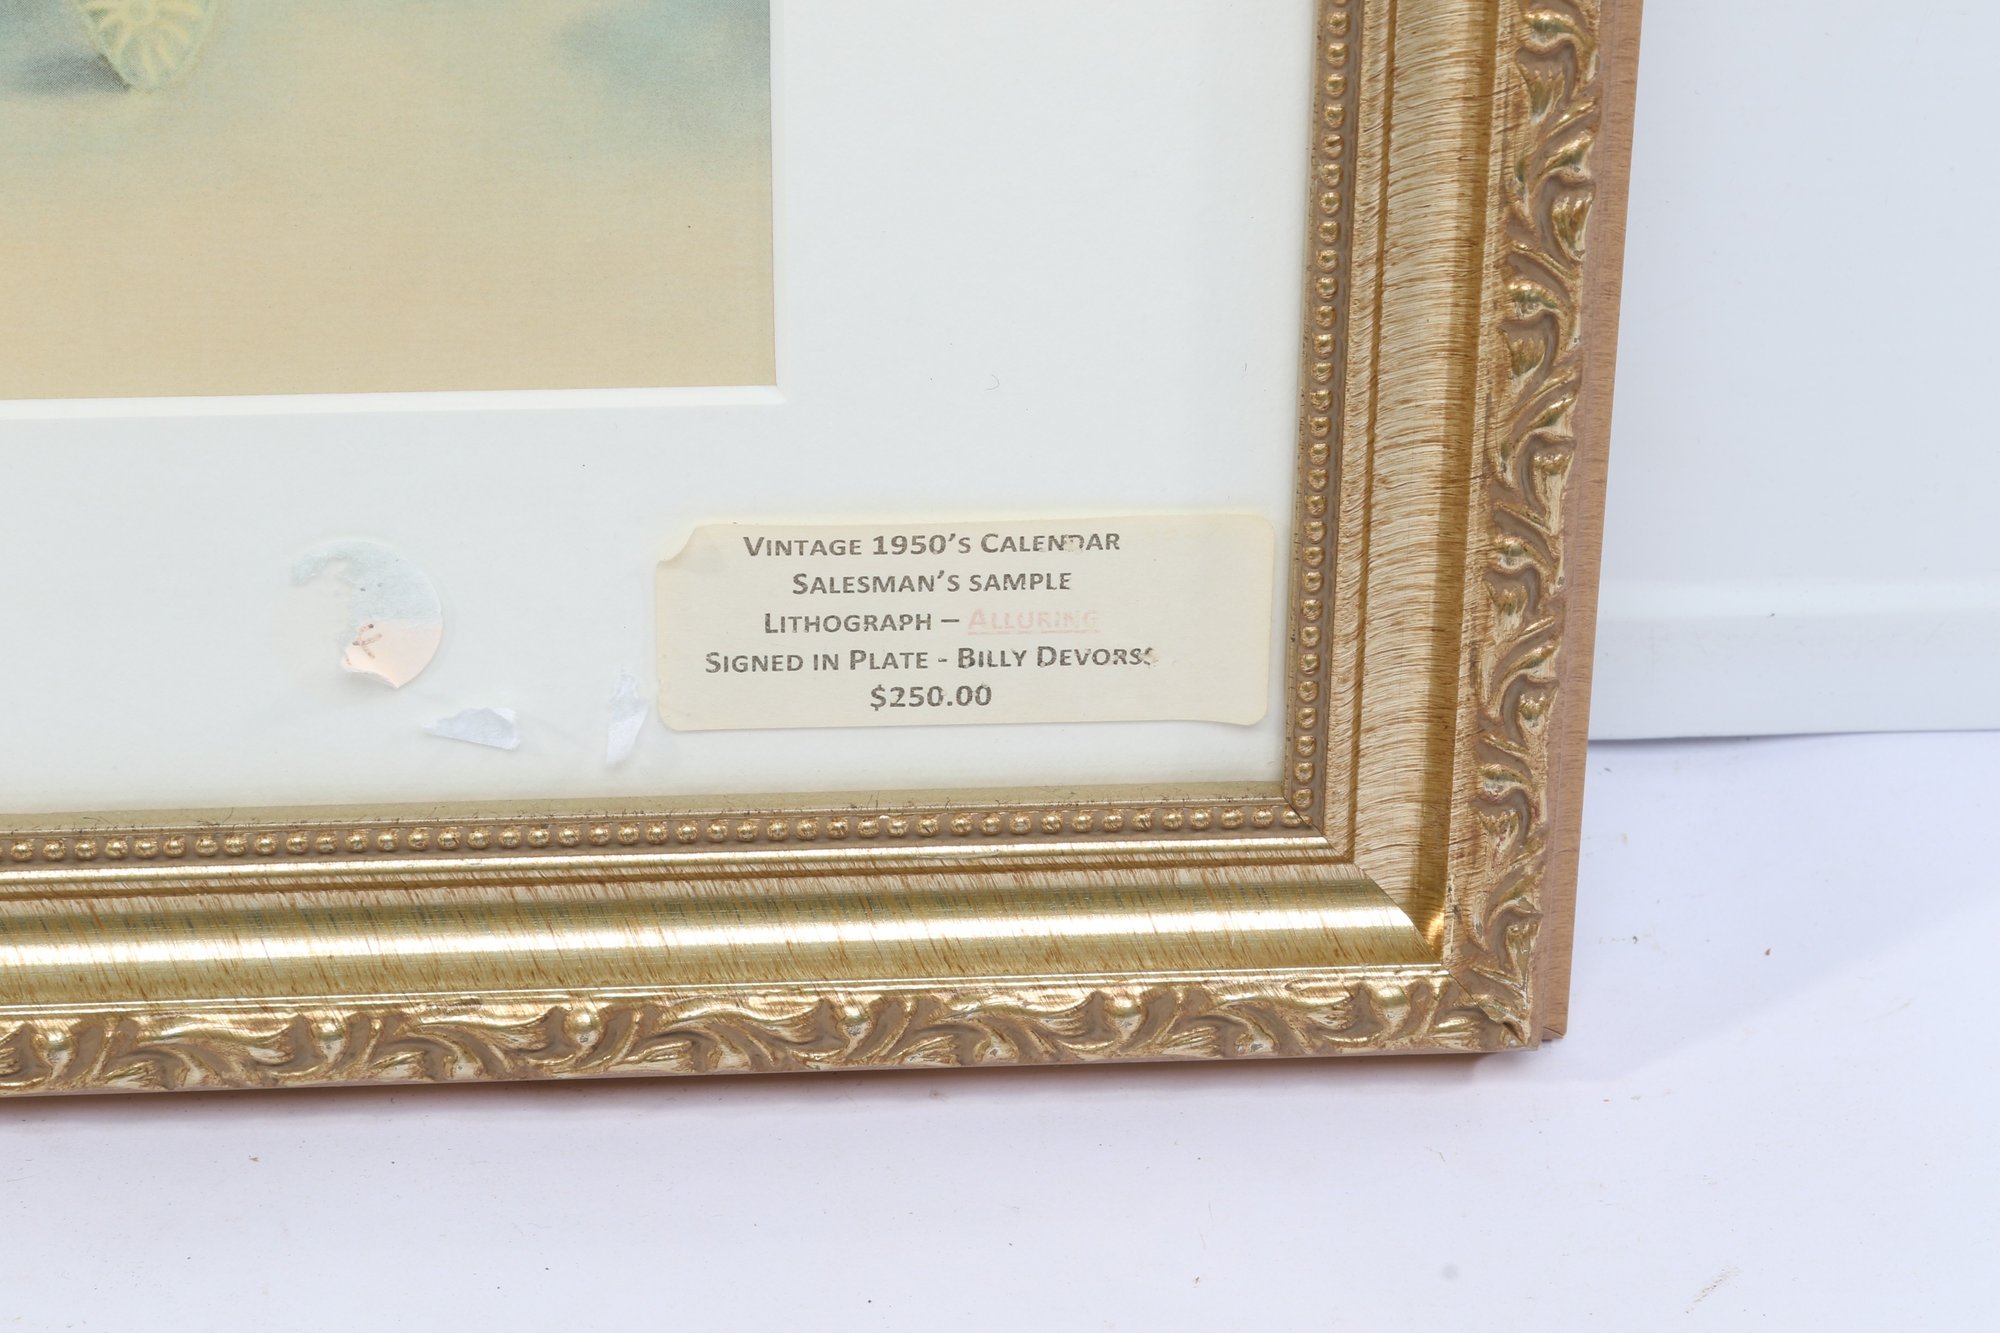 VINTAGE 1950'S CALENDAR
SALESMAN'S SAMPLE
LITHOGRAPH – ALLURING
SIGNED IN PLATE - BILLY DEVORSS
$250.00